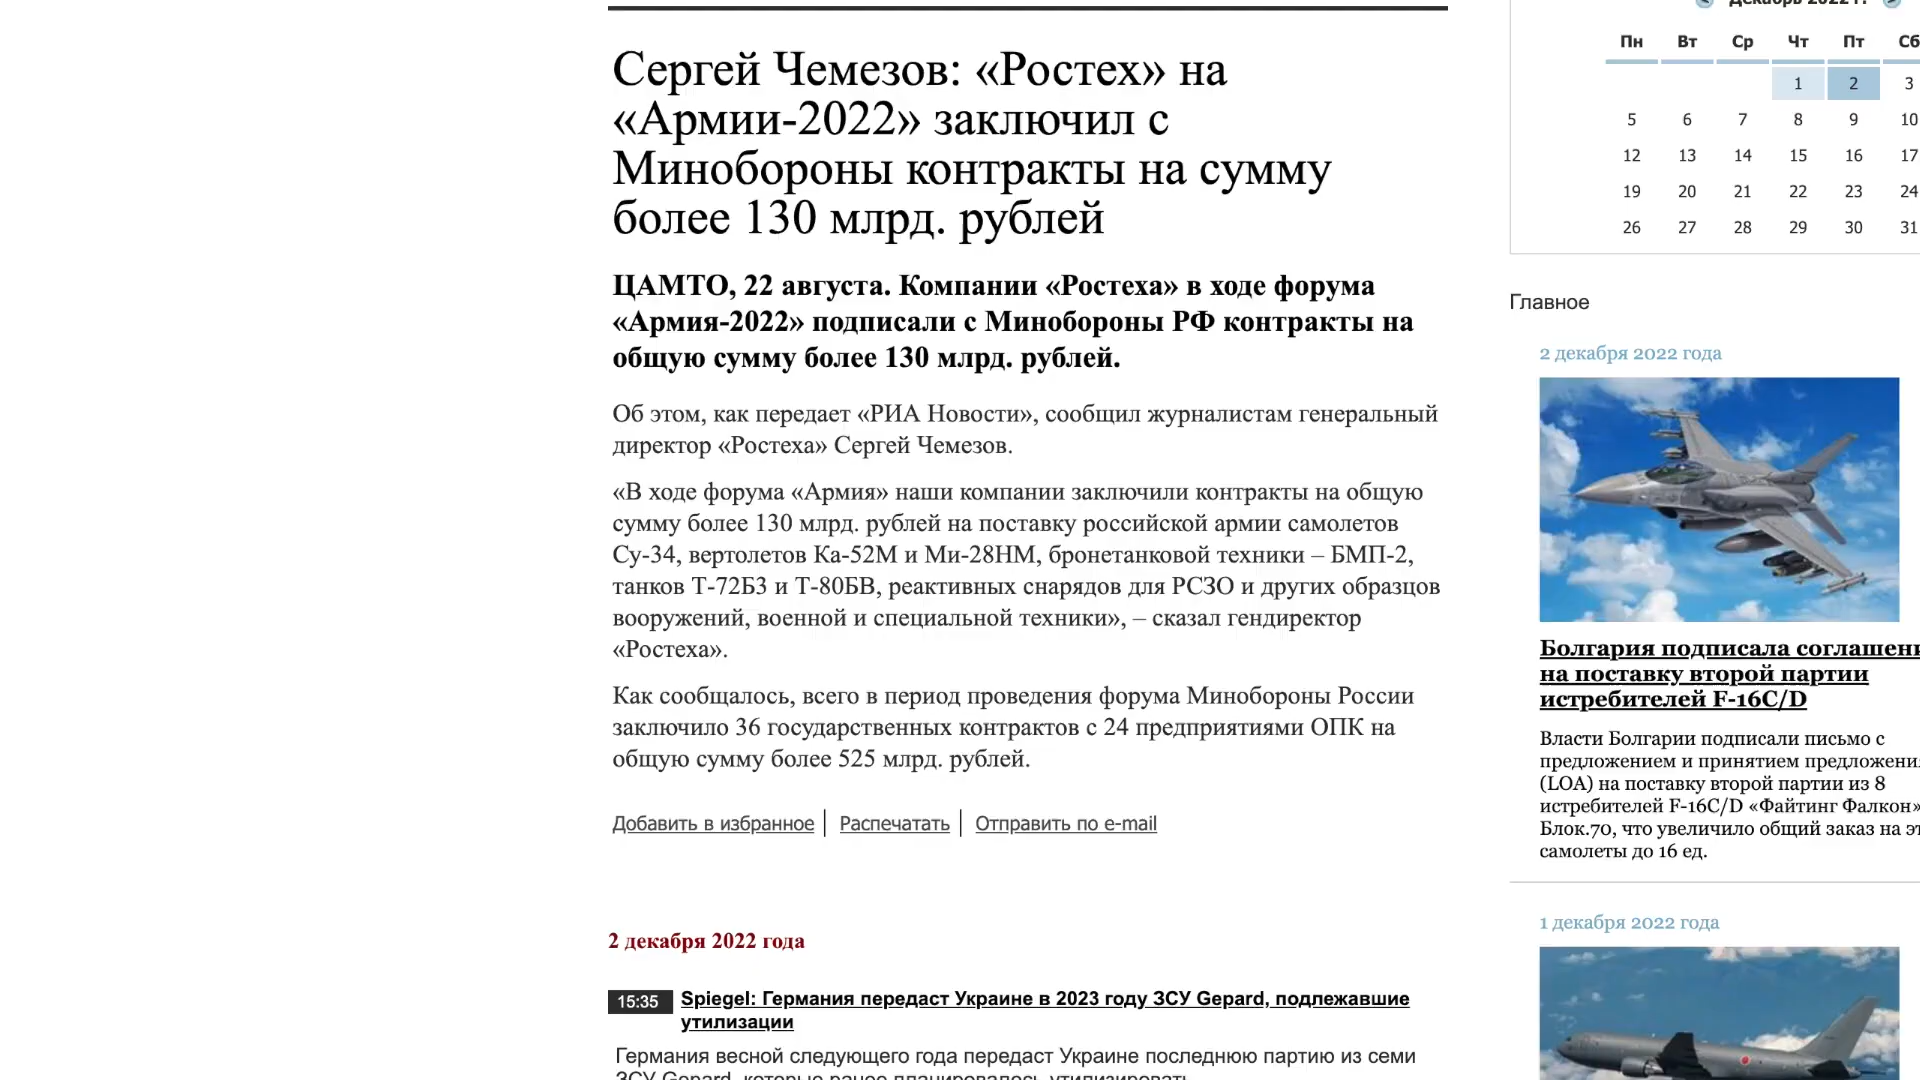 Сергей Чемезов: «Ростех» на
«Армии-2022» заключил с
Минобороны контракты на сумму
более 130 млрд. рублей
ЦАМТО, 22 августа. Компании «Ростеха» в ходе форума
«Армия-2022» подписали с Минобороны РФ контракты на
общую сумму более 130 млрд. рублей.
Об этом, как передает «РИА Новости», сообщил журналистам генеральный
директор «Ростеха» Сергей Чемезов.
«В ходе форума «Армия» наши компании заключили контракты на общую
сумму более 130 млрд. рублей на поставку российской армии самолетов
Су-34, вертолетов Ка-52М и Ми-28НМ, бронетанковой техники – БМП-2,
танков Т-72Б3 и Т-80БВ, реактивных снарядов для РСЗО и других образцов
вооружений, военной и специальной техники», – сказал гендиректор
«Ростеха».
Как сообщалось, всего в период проведения форума Минобороны России
заключило 36 государственных контрактов с 24 предприятиями ОПК на
общую сумму более 525 млрд. рублей.
Добавить в избранное
Распечатать
Отправить по e-mail
2 декабря 2022 года
15:35
Spiegel: Германия передаст Украине в 2023 году ЗСУ Gepard, подлежавшие
утилизации
Германия весной следующего года передаст Украине последнюю партию из семи
ЗСУ Gepard, которые ранее планировалось утилизировать.
Декабрь 2022 г.
Пн Вт Ср Чт Пт Сб
1 2 3
5 6 7 8 9 10
12 13 14 15 16 17
19 20 21 22 23 24
26 27 28 29 30 31
Главное
2 декабря 2022 года
Болгария подписала соглашени
на поставку второй партии
истребителей F-16C/D
Власти Болгарии подписали письмо с
предложением и принятием предложени
(LOA) на поставку второй партии из 8
истребителей F-16C/D «Файтинг Фалкон»
Блок.70, что увеличило общий заказ на эт
самолеты до 16 ед.
1 декабря 2022 года